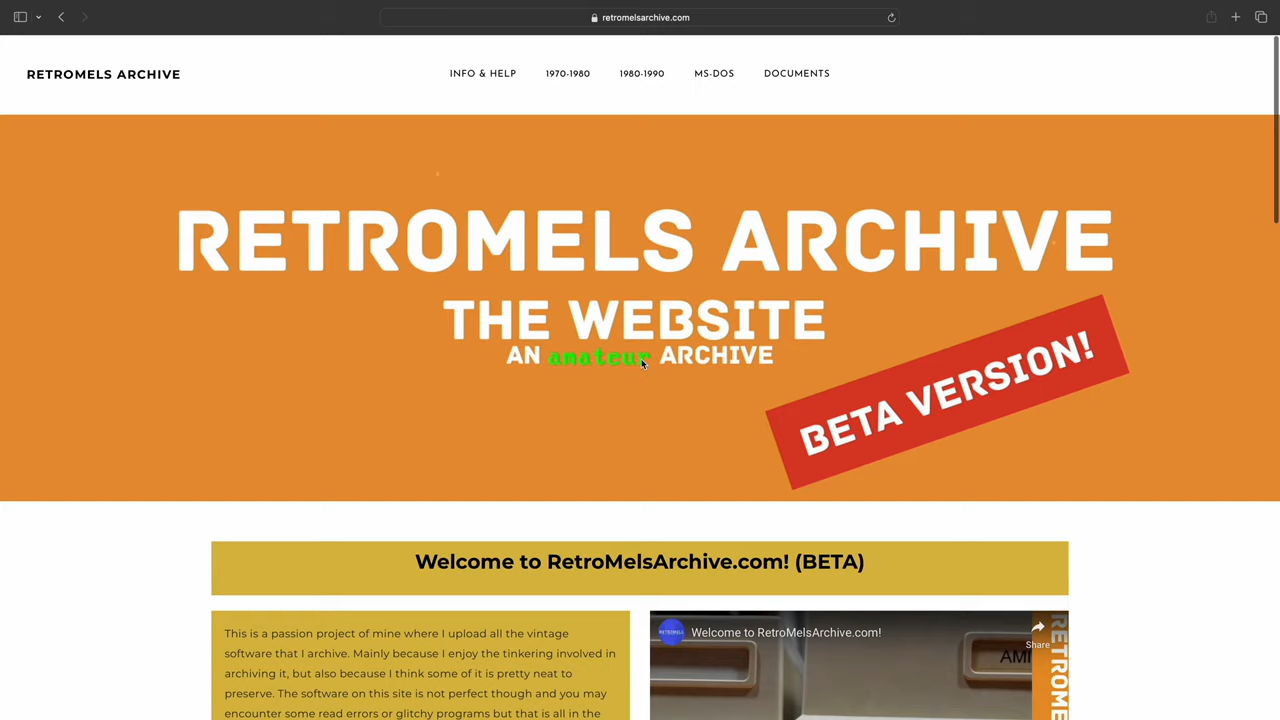 retromelsarchive.com
RETROMELS ARCHIVE
INFO & HELP 1970-1980 1980-1990 MS-DOS DOCUMENTS
RETROMELS ARCHIVE
THE WEBSITE
AN amateur ARCHIVE
BETA VERSION!
Welcome to RetroMelsArchive.com! (BETA)
This is a passion project of mine where I upload all the vintage
software that I archive. Mainly because I enjoy the tinkering involved in
archiving it, but also because I think some of it is pretty neat to
preserve. The software on this site is not perfect though and you may
encounter some read errors or glitchy programs but that is all in the
RETROMELS
Welcome to RetroMelsArchive.com!
Share
AMI
RETROME